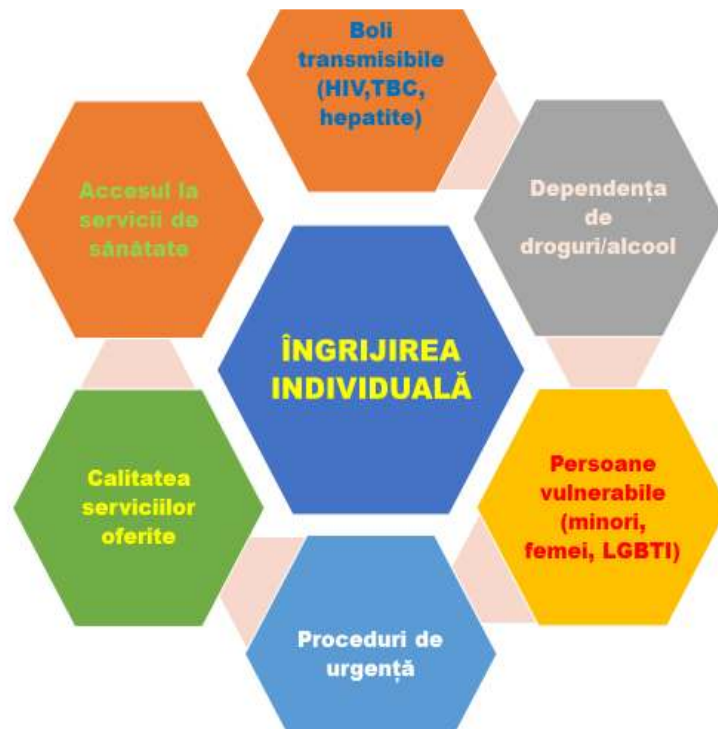 Boli
transmisibile
(HIV,TBC,
hepatite)
Dependența
de
droguri/alcool
Persoane
vulnerabile
(minori,
femei, LGBTI)
Proceduri de
urgență
Calitatea
serviciilor
oferite
Accesul la
servicii de
sănătate
ÎNGRIJIREA
INDIVIDUALĂ